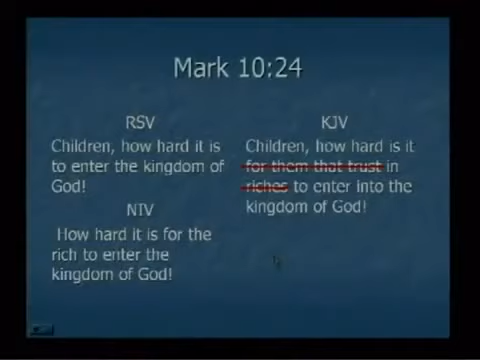 Mark 10:24
RSV
Children, how hard it is
to enter the kingdom of
God!
NIV
How hard it is for the
rich to enter the
kingdom of God!
KJV
Children, how hard is it
for them that trust in
riches to enter into the
kingdom of God!